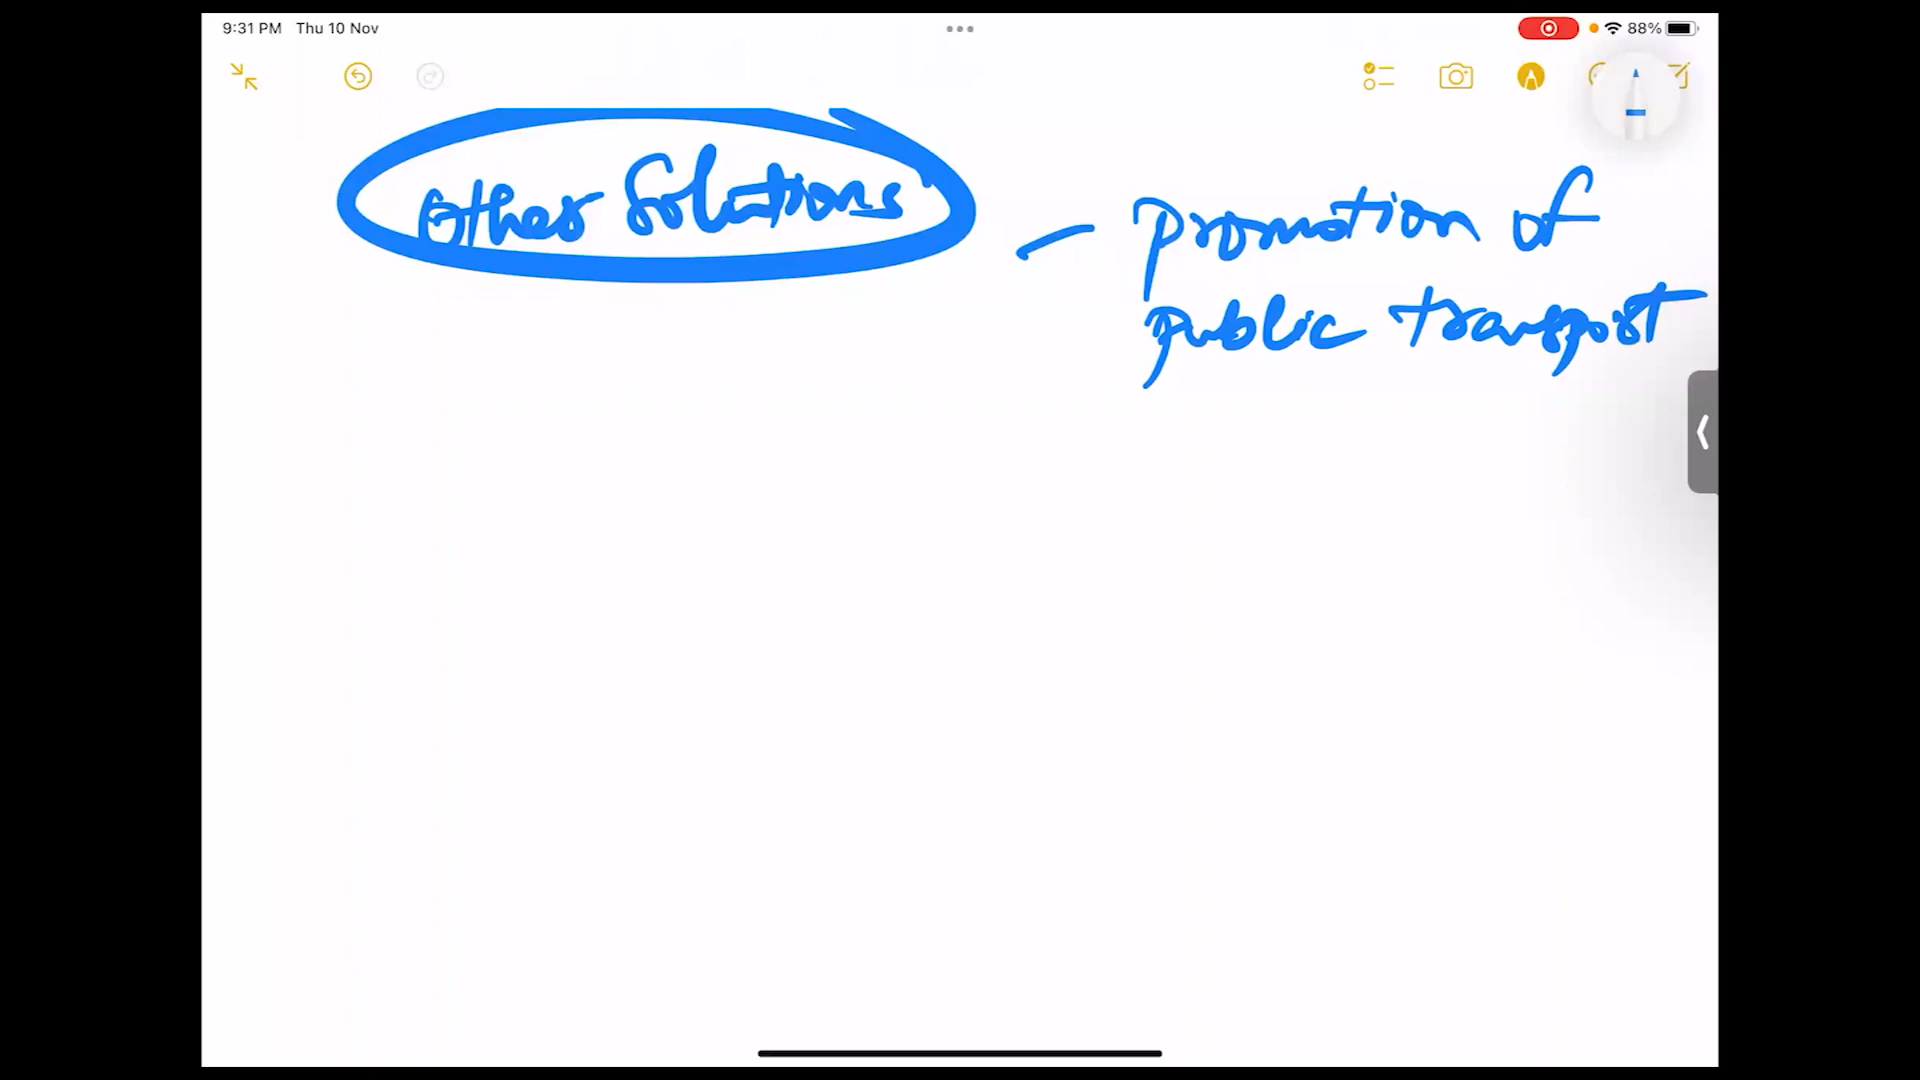 9:31 PM Thu 10 Nov
88%
Other Solutions
- promotion of
public transport